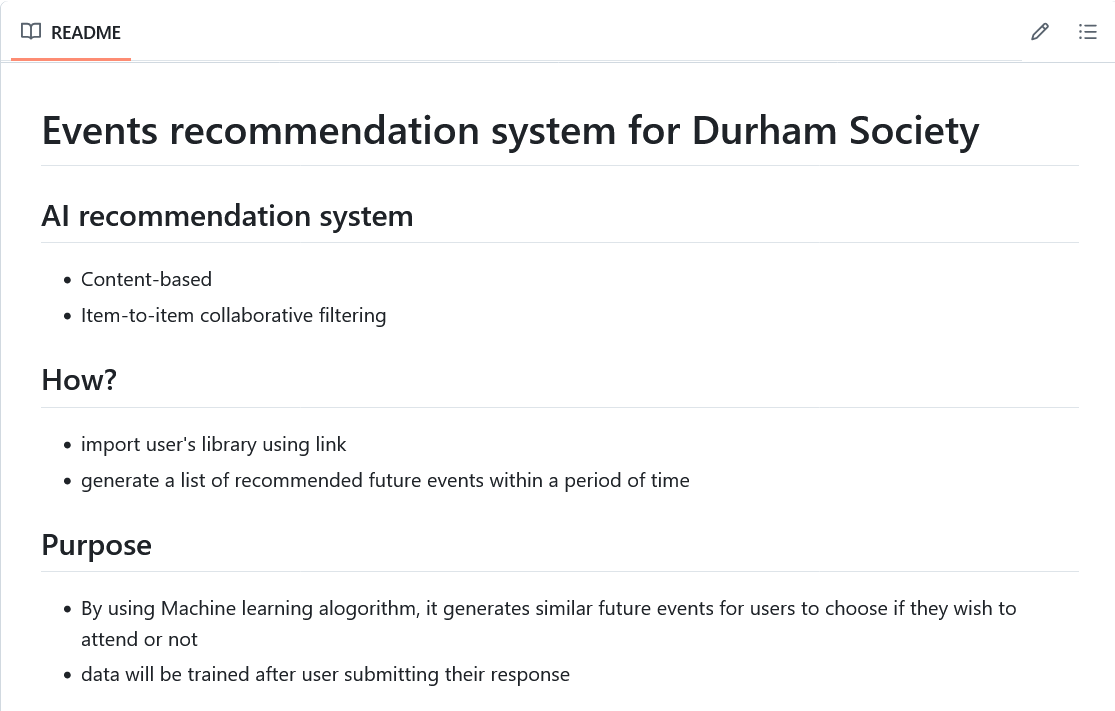 README
Events recommendation system for Durham Society
AI recommendation system
Content-based
Item-to-item collaborative filtering
How?
import user's library using link
generate a list of recommended future events within a period of time
Purpose
By using Machine learning alogorithm, it generates similar future events for users to choose if they wish to
attend or not
data will be trained after user submitting their response